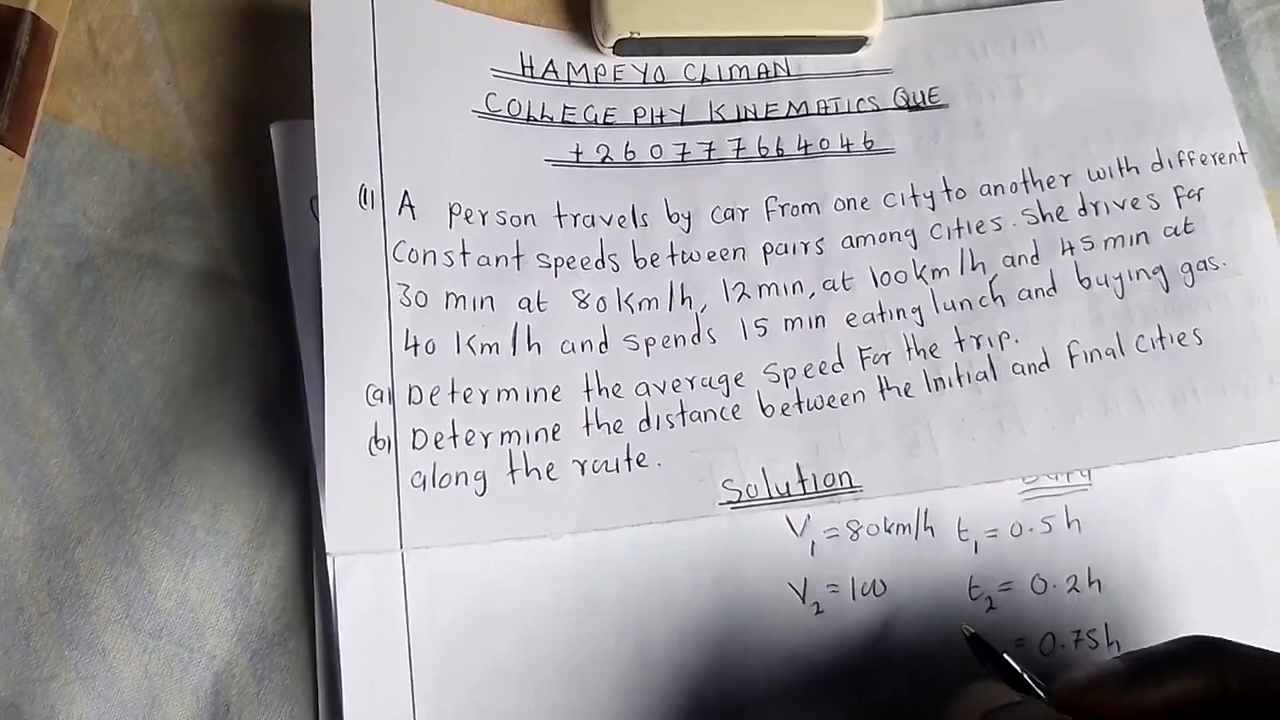 HAMPEYO CLIMAN
COLLEGE PHY KINEMATICS QUE
+260777664046
(1) A person travels by car from one city to another with different
Constant speeds between pairs among cities. She drives for
30 min at 80km/h, 12min, at 100km/h, and 45min at
40 km/h and spends 15 min eating lunch and buying gas.
(a) Determine the average speed for the trip.
(b) Determine the distance between the Initial and final cities
along the route.
Solution
V1 = 80km/h t1 = 0.5h
V2 = 100 t2 = 0.2h
= 0.75h